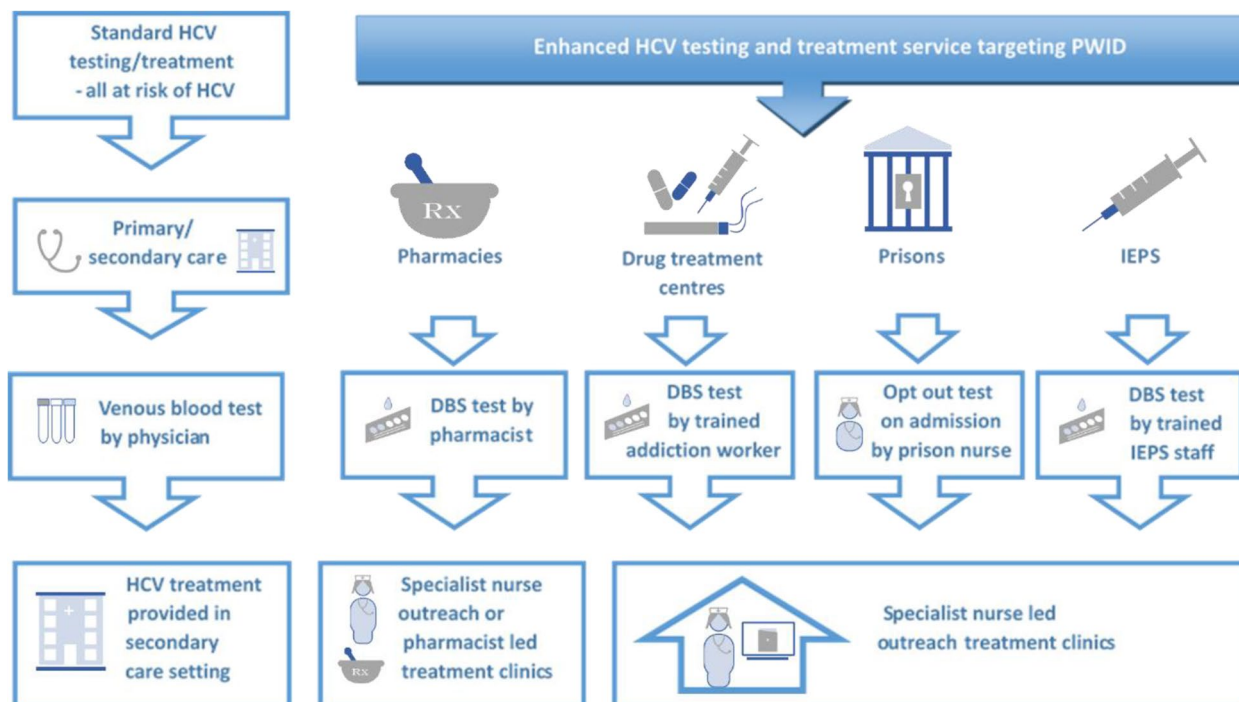 Standard HCV
testing/treatment
- all at risk of HCV
Primary/
secondary care
Venous blood test
by physician
HCV treatment
provided in
secondary
care setting
Enhanced HCV testing and treatment service targeting PWID
Rx
Pharmacies
Drug treatment
centres
Prisons
IEPS
DBS test by
pharmacist
DBS test
by trained
addiction worker
Opt out test
on admission
by prison nurse
DBS test
by trained
IEPS staff
Specialist nurse
outreach or
pharmacist led
treatment clinics
Rx
Specialist nurse led
outreach treatment clinics